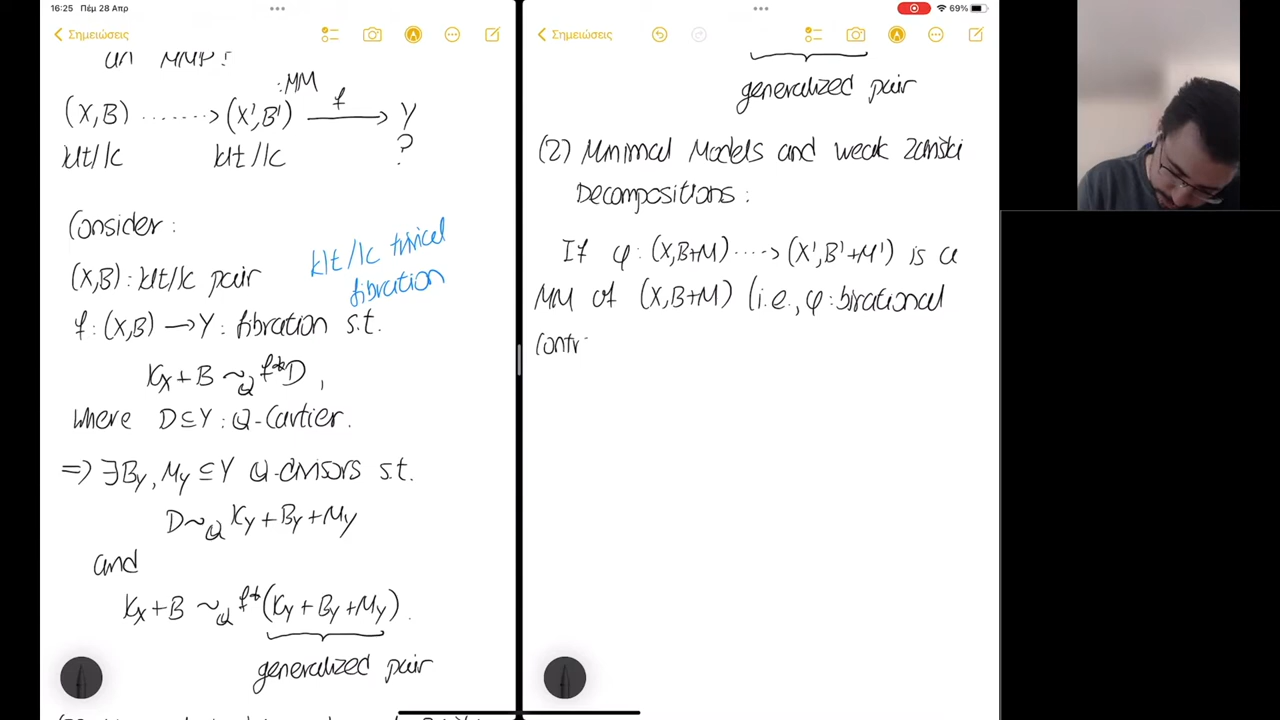 16:25 Πέμ 28 Απρ
Σημειώσεις
an MMP?
: MM
(X,B) ......> (X',B') —f→ Y
klt/lc klt/lc ?
Consider:
(X,B): klt/lc pair
klt/lc trivical
fibration
f: (X,B) → Y: fibration s.t.
K_X + B ~_Q f*D,
where D ⊆ Y: Q-Cartier.
=> ∃ B_Y, M_Y ⊆ Y Q-divisors s.t.
D ~_Q K_Y + B_Y + M_Y
and
K_X + B ~_Q f*(K_Y + B_Y + M_Y).
generalized pair
69%
Σημειώσεις
generalized pair
(2) Minimal Models and weak Zariski
Decompositions:
If φ: (X,B+M) ....> (X',B'+M') is a
MM of (X,B+M) (i.e., φ: birational
contr